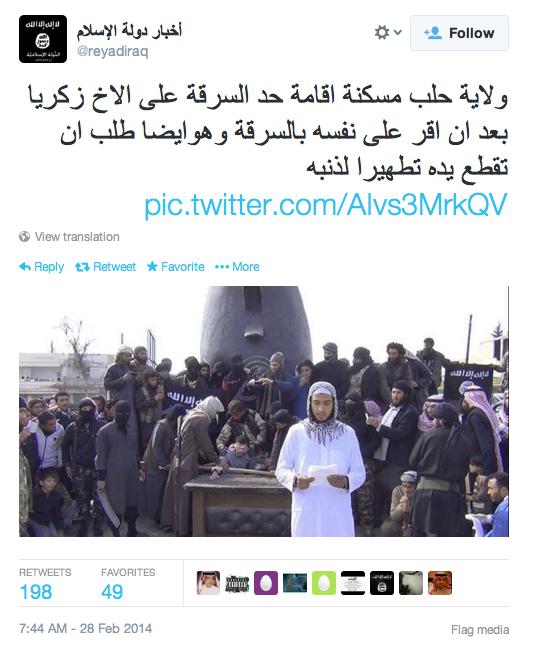 أخبار دولة الإسلام
@reyadiraq
Follow
ولاية حلب مسكنة اقامة حد السرقة على الاخ زكريا
بعد ان اقر على نفسه بالسرقة وهوايضا طلب ان
تقطع يده تطهيرا لذنبه
pic.twitter.com/Alvs3MrkQV
View translation
Reply Retweet Favorite More
RETWEETS FAVORITES
198 49
7:44 AM - 28 Feb 2014 Flag media